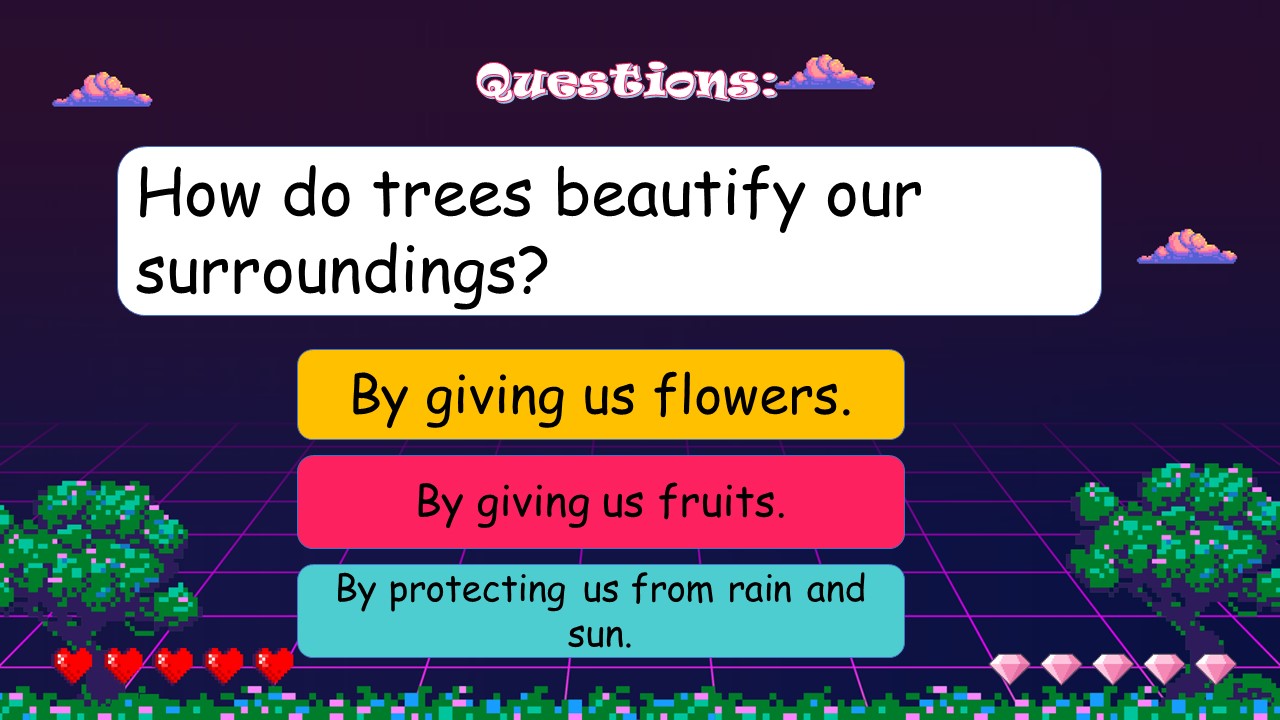 Questions:
How do trees beautify our
surroundings?
By giving us flowers.
By giving us fruits.
By protecting us from rain and
sun.